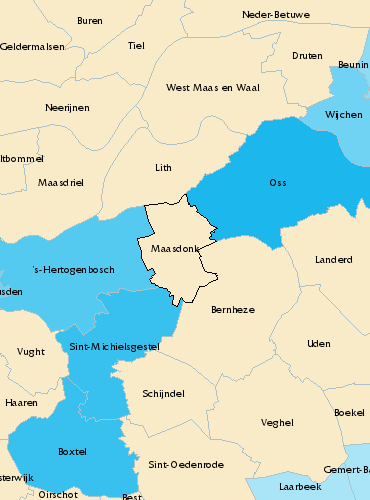 Neder-Betuwe
Buren
Geldermalsen
Tiel
Druten
Beunin
West Maas en Waal
Neerijnen
Wijchen
ltbommel
Lith
Maasdriel
Oss
Maasdonk
Landerd
's-Hertogenbosch
usden
Bernheze
Sint-Michielsgestel
Uden
Vught
Schijndel
Haaren
Boekel
Veghel
Boxtel
Sint-Oedenrode
Gemert-Ba
sterwijk
Laarbeek
Oirschot
Best